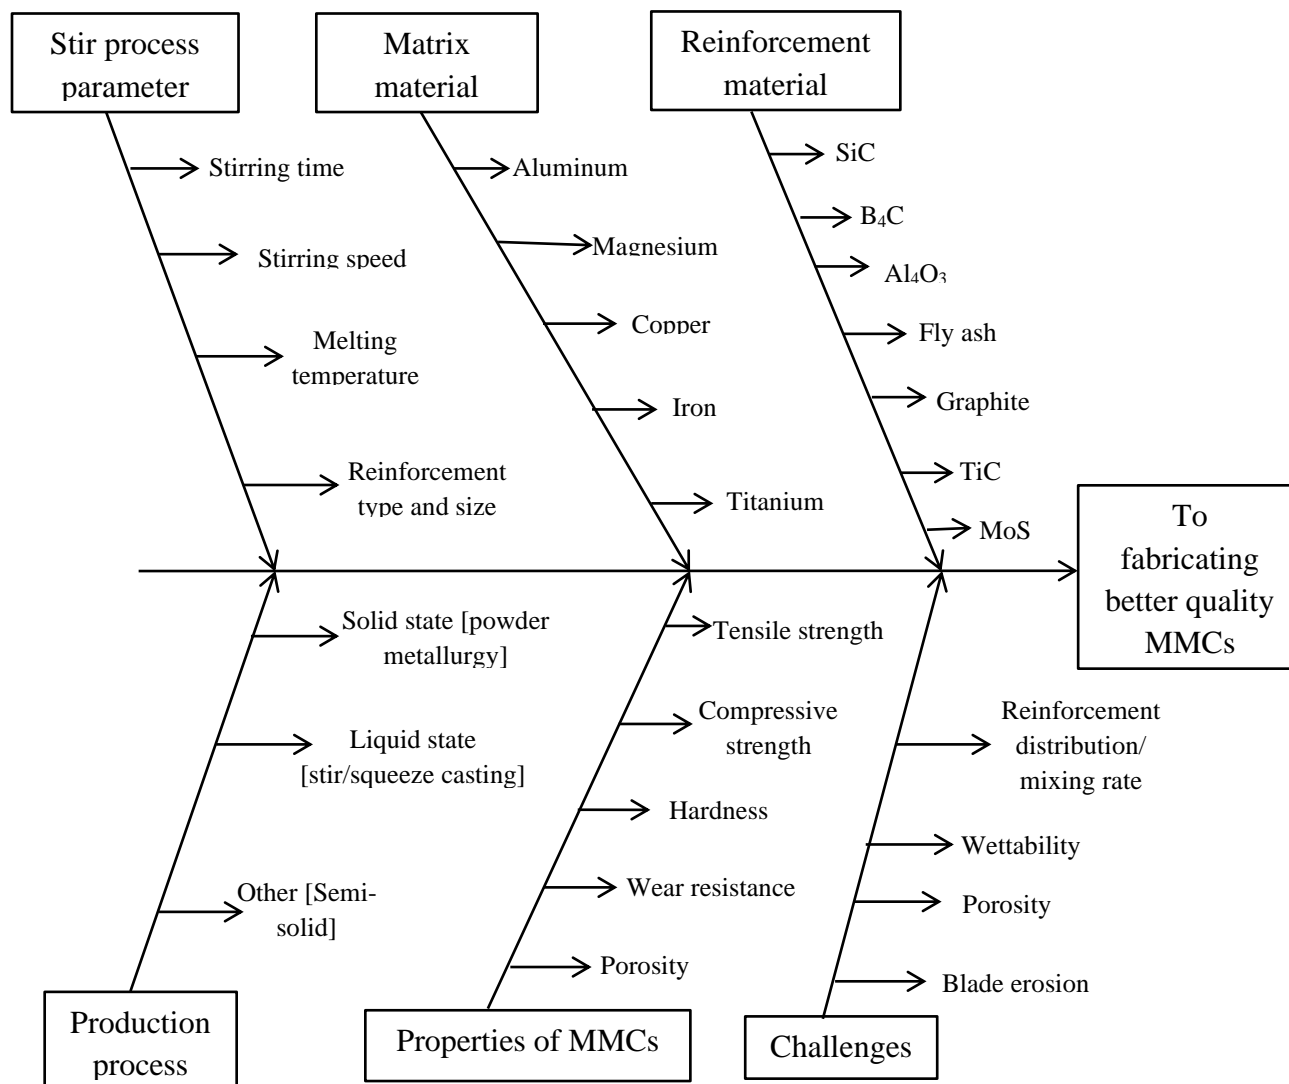 Stir process
parameter
Matrix
material
Reinforcement
material
Stirring time
Stirring speed
Melting
temperature
Reinforcement
type and size
Aluminum
Magnesium
Copper
Iron
Titanium
SiC
B₄C
Al₄O₃
Fly ash
Graphite
TiC
MoS
To
fabricating
better quality
MMCs
Solid state [powder
metallurgy]
Liquid state
[stir/squeeze casting]
Other [Semi-
solid]
Tensile strength
Compressive
strength
Hardness
Wear resistance
Porosity
Reinforcement
distribution/
mixing rate
Wettability
Porosity
Blade erosion
Production
process
Properties of MMCs
Challenges